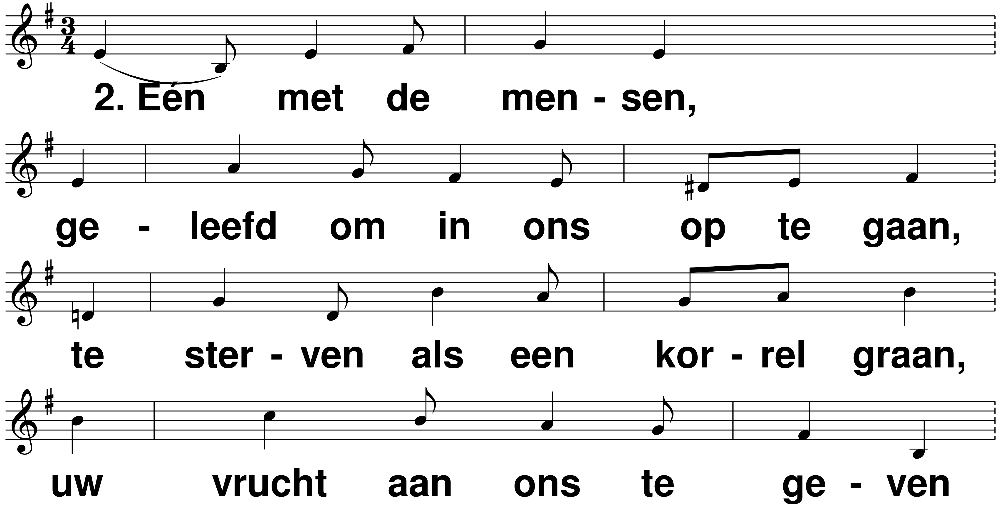 2. Eén met de men - sen,
ge - leefd om in ons op te gaan,
te ster - ven als een kor - rel graan,
uw vrucht aan ons te ge - ven